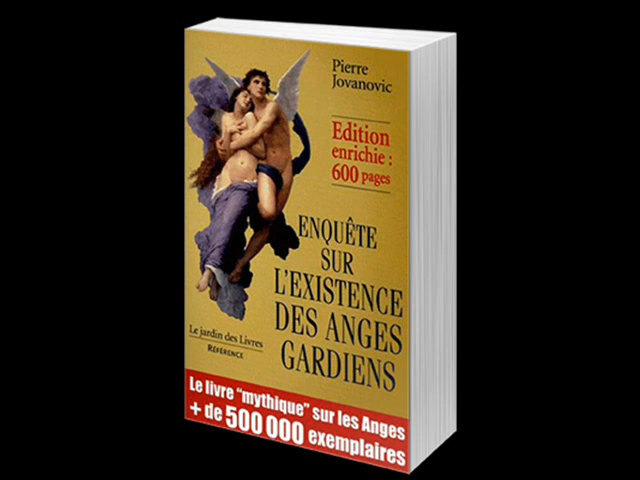 Pierre
Jovanovic
Edition
enrichie :
600 pages
ENQUÊTE
SUR
L'EXISTENCE
DES ANGES
GARDIENS
Le jardin des Livres
RÉFÉRENCE
Le livre "mythique" sur les Anges
+ de 500 000 exemplaires